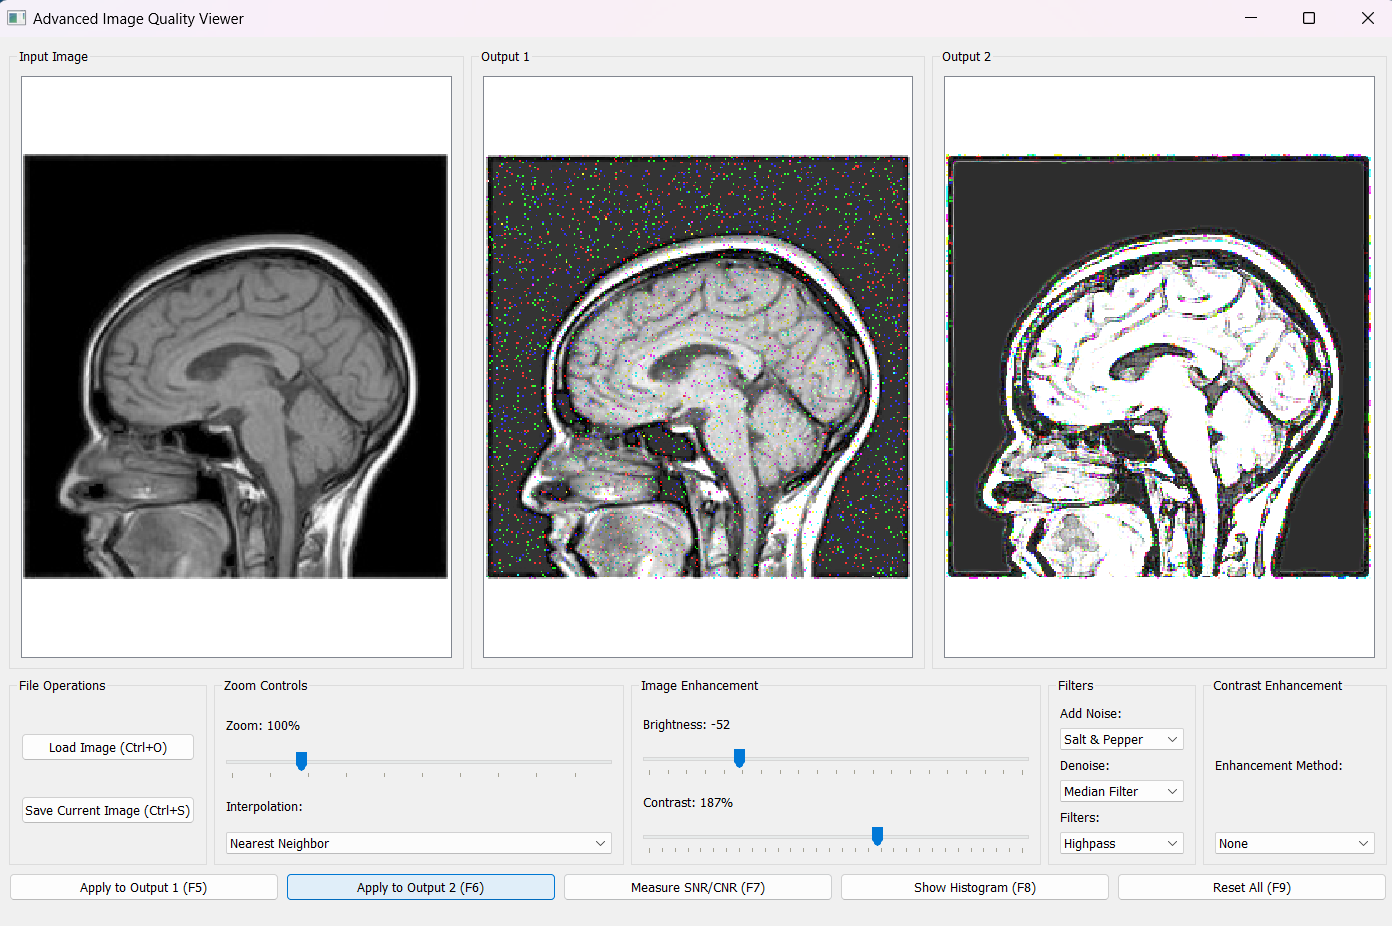 Advanced Image Quality Viewer
Input Image
Output 1
Output 2
File Operations
Load Image (Ctrl+O)
Save Current Image (Ctrl+S)
Zoom Controls
Zoom: 100%
Interpolation:
Nearest Neighbor
Image Enhancement
Brightness: -52
Contrast: 187%
Filters
Add Noise:
Salt & Pepper
Denoise:
Median Filter
Filters:
Highpass
Contrast Enhancement
Enhancement Method:
None
Apply to Output 1 (F5)
Apply to Output 2 (F6)
Measure SNR/CNR (F7)
Show Histogram (F8)
Reset All (F9)